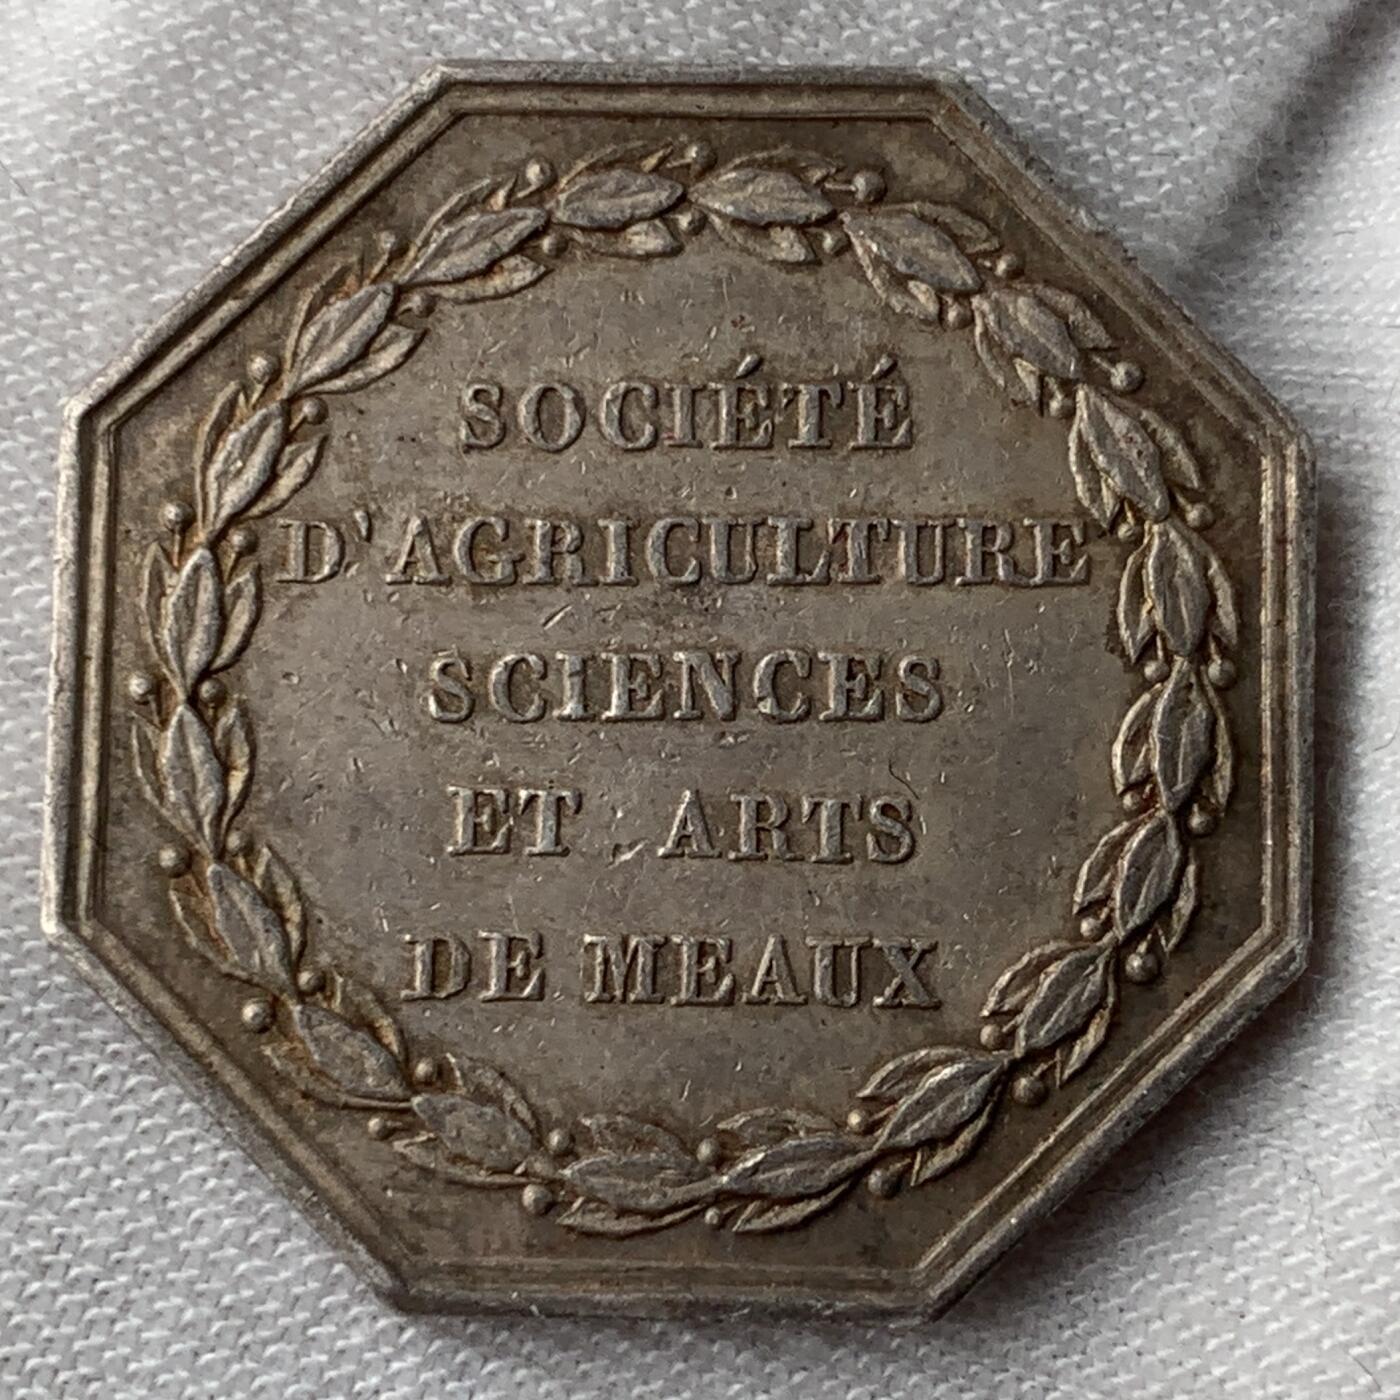 SOCIÉTÉ
D'AGRICULTURE
SCIENCES
ET ARTS
DE MEAUX